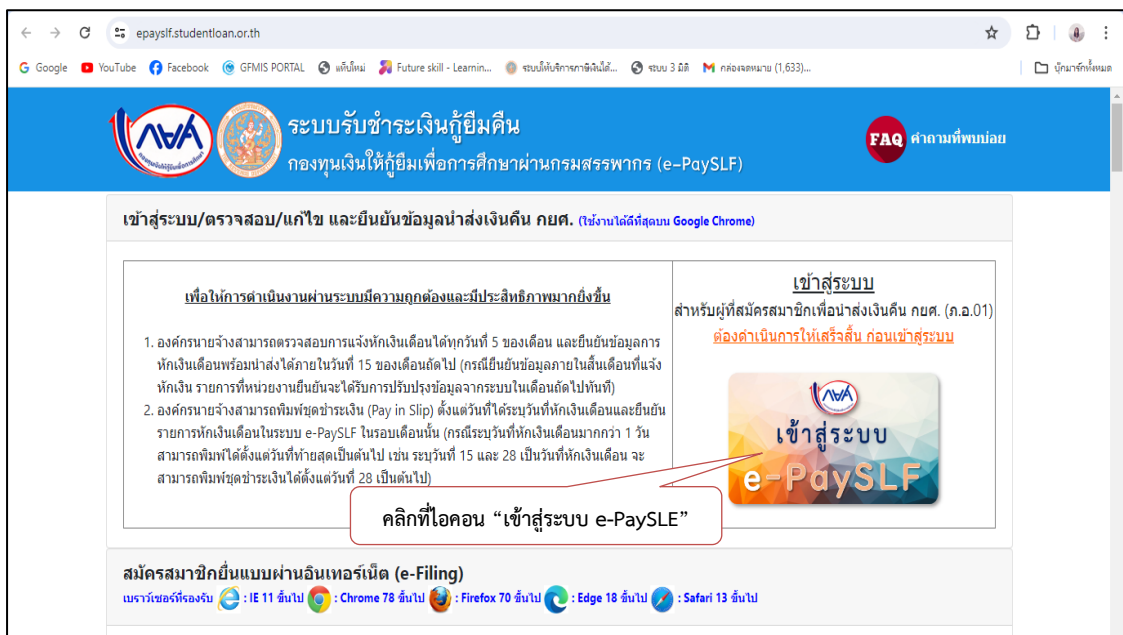 epayslf.studentloan.or.th
Google YouTube Facebook GFMIS PORTAL แท็บใหม่ Future skill - Learnin... ระบบให้บริการภาษีเงินได้... ระบบ 3 มิติ กล่องจดหมาย (1,633)... บุ๊กมาร์กทั้งหมด
กยศ
ระบบรับชำระเงินกู้ยืมคืน
กองทุนเงินให้กู้ยืมเพื่อการศึกษาผ่านกรมสรรพากร (e-PaySLF)
FAQ คำถามที่พบบ่อย
เข้าสู่ระบบ/ตรวจสอบ/แก้ไข และยืนยันข้อมูลนำส่งเงินคืน กยศ. (ใช้งานได้ดีที่สุดบน Google Chrome)
เพื่อให้การดำเนินงานผ่านระบบมีความถูกต้องและมีประสิทธิภาพมากยิ่งขึ้น
1. องค์กรนายจ้างสามารถตรวจสอบการแจ้งหักเงินเดือนได้ทุกวันที่ 5 ของเดือน และยืนยันข้อมูลการ
หักเงินเดือนพร้อมนำส่งได้ภายในวันที่ 15 ของเดือนถัดไป (กรณียืนยันข้อมูลภายในสิ้นเดือนที่แจ้ง
หักเงิน รายการที่หน่วยงานยืนยันจะได้รับการปรับปรุงข้อมูลจากระบบในเดือนถัดไปทันที)
2. องค์กรนายจ้างสามารถพิมพ์ชุดชำระเงิน (Pay in Slip) ตั้งแต่วันที่ได้ระบุวันที่หักเงินเดือนและยืนยัน
รายการหักเงินเดือนในระบบ e-PaySLF ในรอบเดือนนั้น (กรณีระบุวันที่หักเงินเดือนมากกว่า 1 วัน
สามารถพิมพ์ได้ตั้งแต่วันที่ท้ายสุดเป็นต้นไป เช่น ระบุวันที่ 15 และ 28 เป็นวันที่หักเงินเดือน จะ
สามารถพิมพ์ชุดชำระเงินได้ตั้งแต่วันที่ 28 เป็นต้นไป)
เข้าสู่ระบบ
สำหรับผู้ที่สมัครสมาชิกเพื่อนำส่งเงินคืน กยศ. (ภ.อ.01)
ต้องดำเนินการให้เสร็จสิ้น ก่อนเข้าสู่ระบบ
กยศ
เข้าสู่ระบบ
e-PaySLF
คลิกที่ไอคอน “เข้าสู่ระบบ e-PaySLE”
สมัครสมาชิกยื่นแบบผ่านอินเทอร์เน็ต (e-Filing)
เบราว์เซอร์ที่รองรับ : IE 11 ขึ้นไป : Chrome 78 ขึ้นไป : Firefox 70 ขึ้นไป : Edge 18 ขึ้นไป : Safari 13 ขึ้นไป